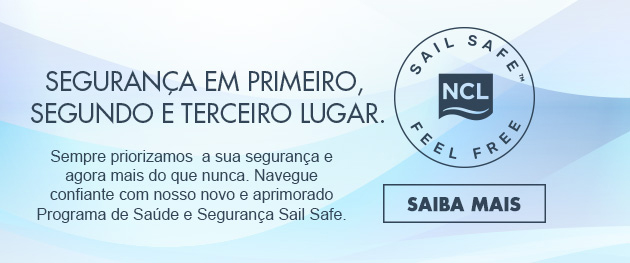 SEGURANÇA EM PRIMEIRO,
SEGUNDO E TERCEIRO LUGAR.
Sempre priorizamos a sua segurança e
agora mais do que nunca. Navegue
confiante com nosso novo e aprimorado
Programa de Saúde e Segurança Sail Safe.
SAIL SAFE™
NCL
FEEL FREE
SAIBA MAIS